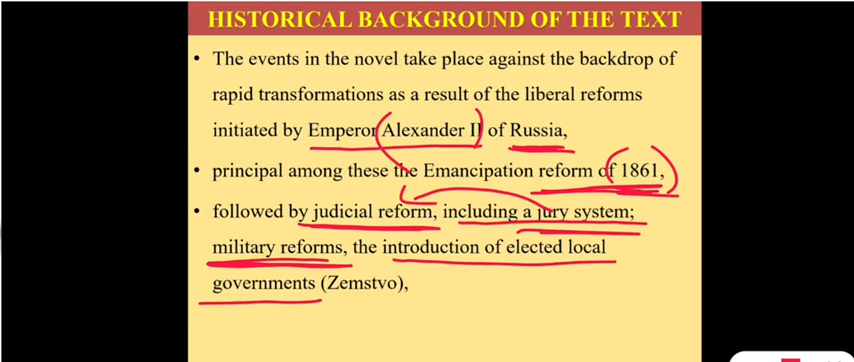 HISTORICAL BACKGROUND OF THE TEXT
• The events in the novel take place against the backdrop of
rapid transformations as a result of the liberal reforms
initiated by Emperor Alexander II of Russia,
• principal among these the Emancipation reform of 1861,
• followed by judicial reform, including a jury system;
military reforms, the introduction of elected local
governments (Zemstvo),